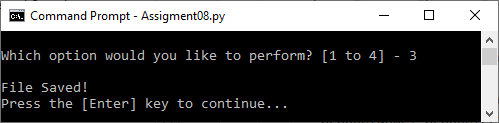 Command Prompt - Assigment08.py
Which option would you like to perform? [1 to 4] - 3
File Saved!
Press the [Enter] key to continue...